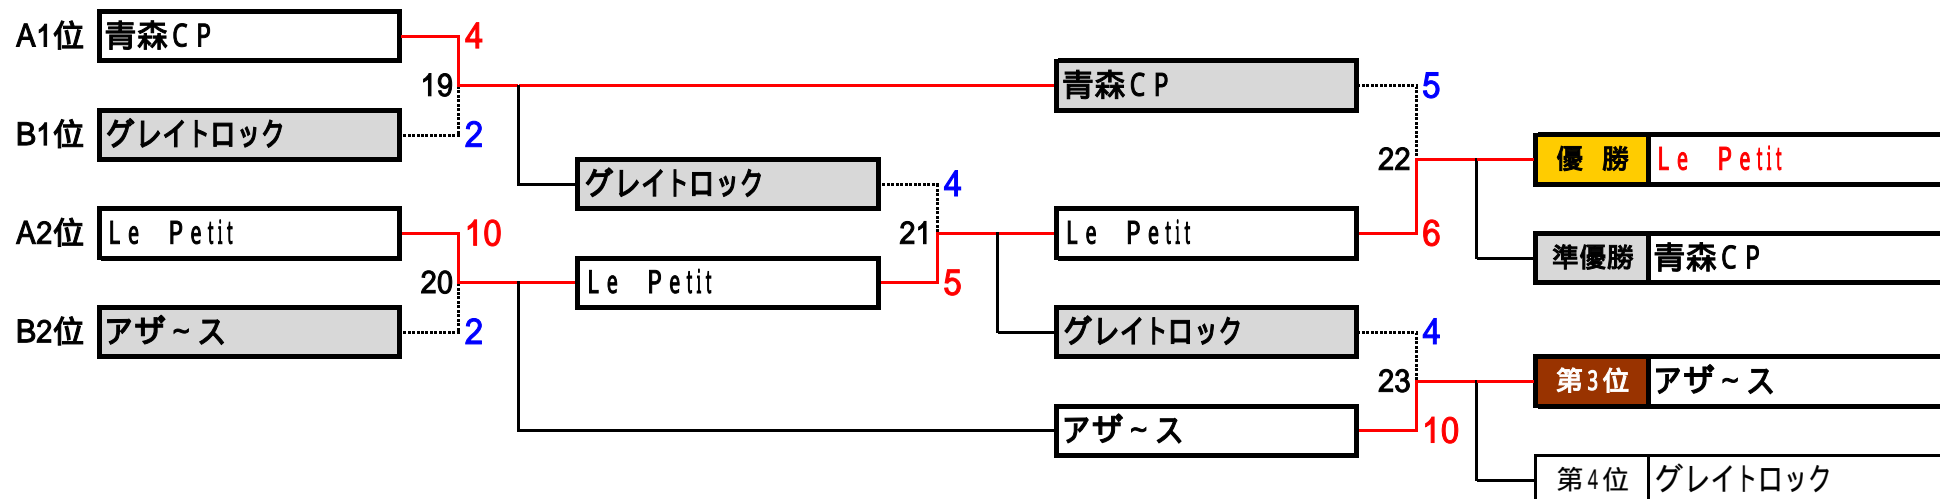 A1位 青森CP 4
19
B1位 グレイトロック 2
A2位 Le Petit 10
20
B2位 アザ～ス 2
グレイトロック 4
21
Le Petit 5
青森CP 5
22
Le Petit 6
グレイトロック 4
23
アザ～ス 10
優 勝 Le Petit
準優勝 青森CP
第3位 アザ～ス
第4位 グレイトロック